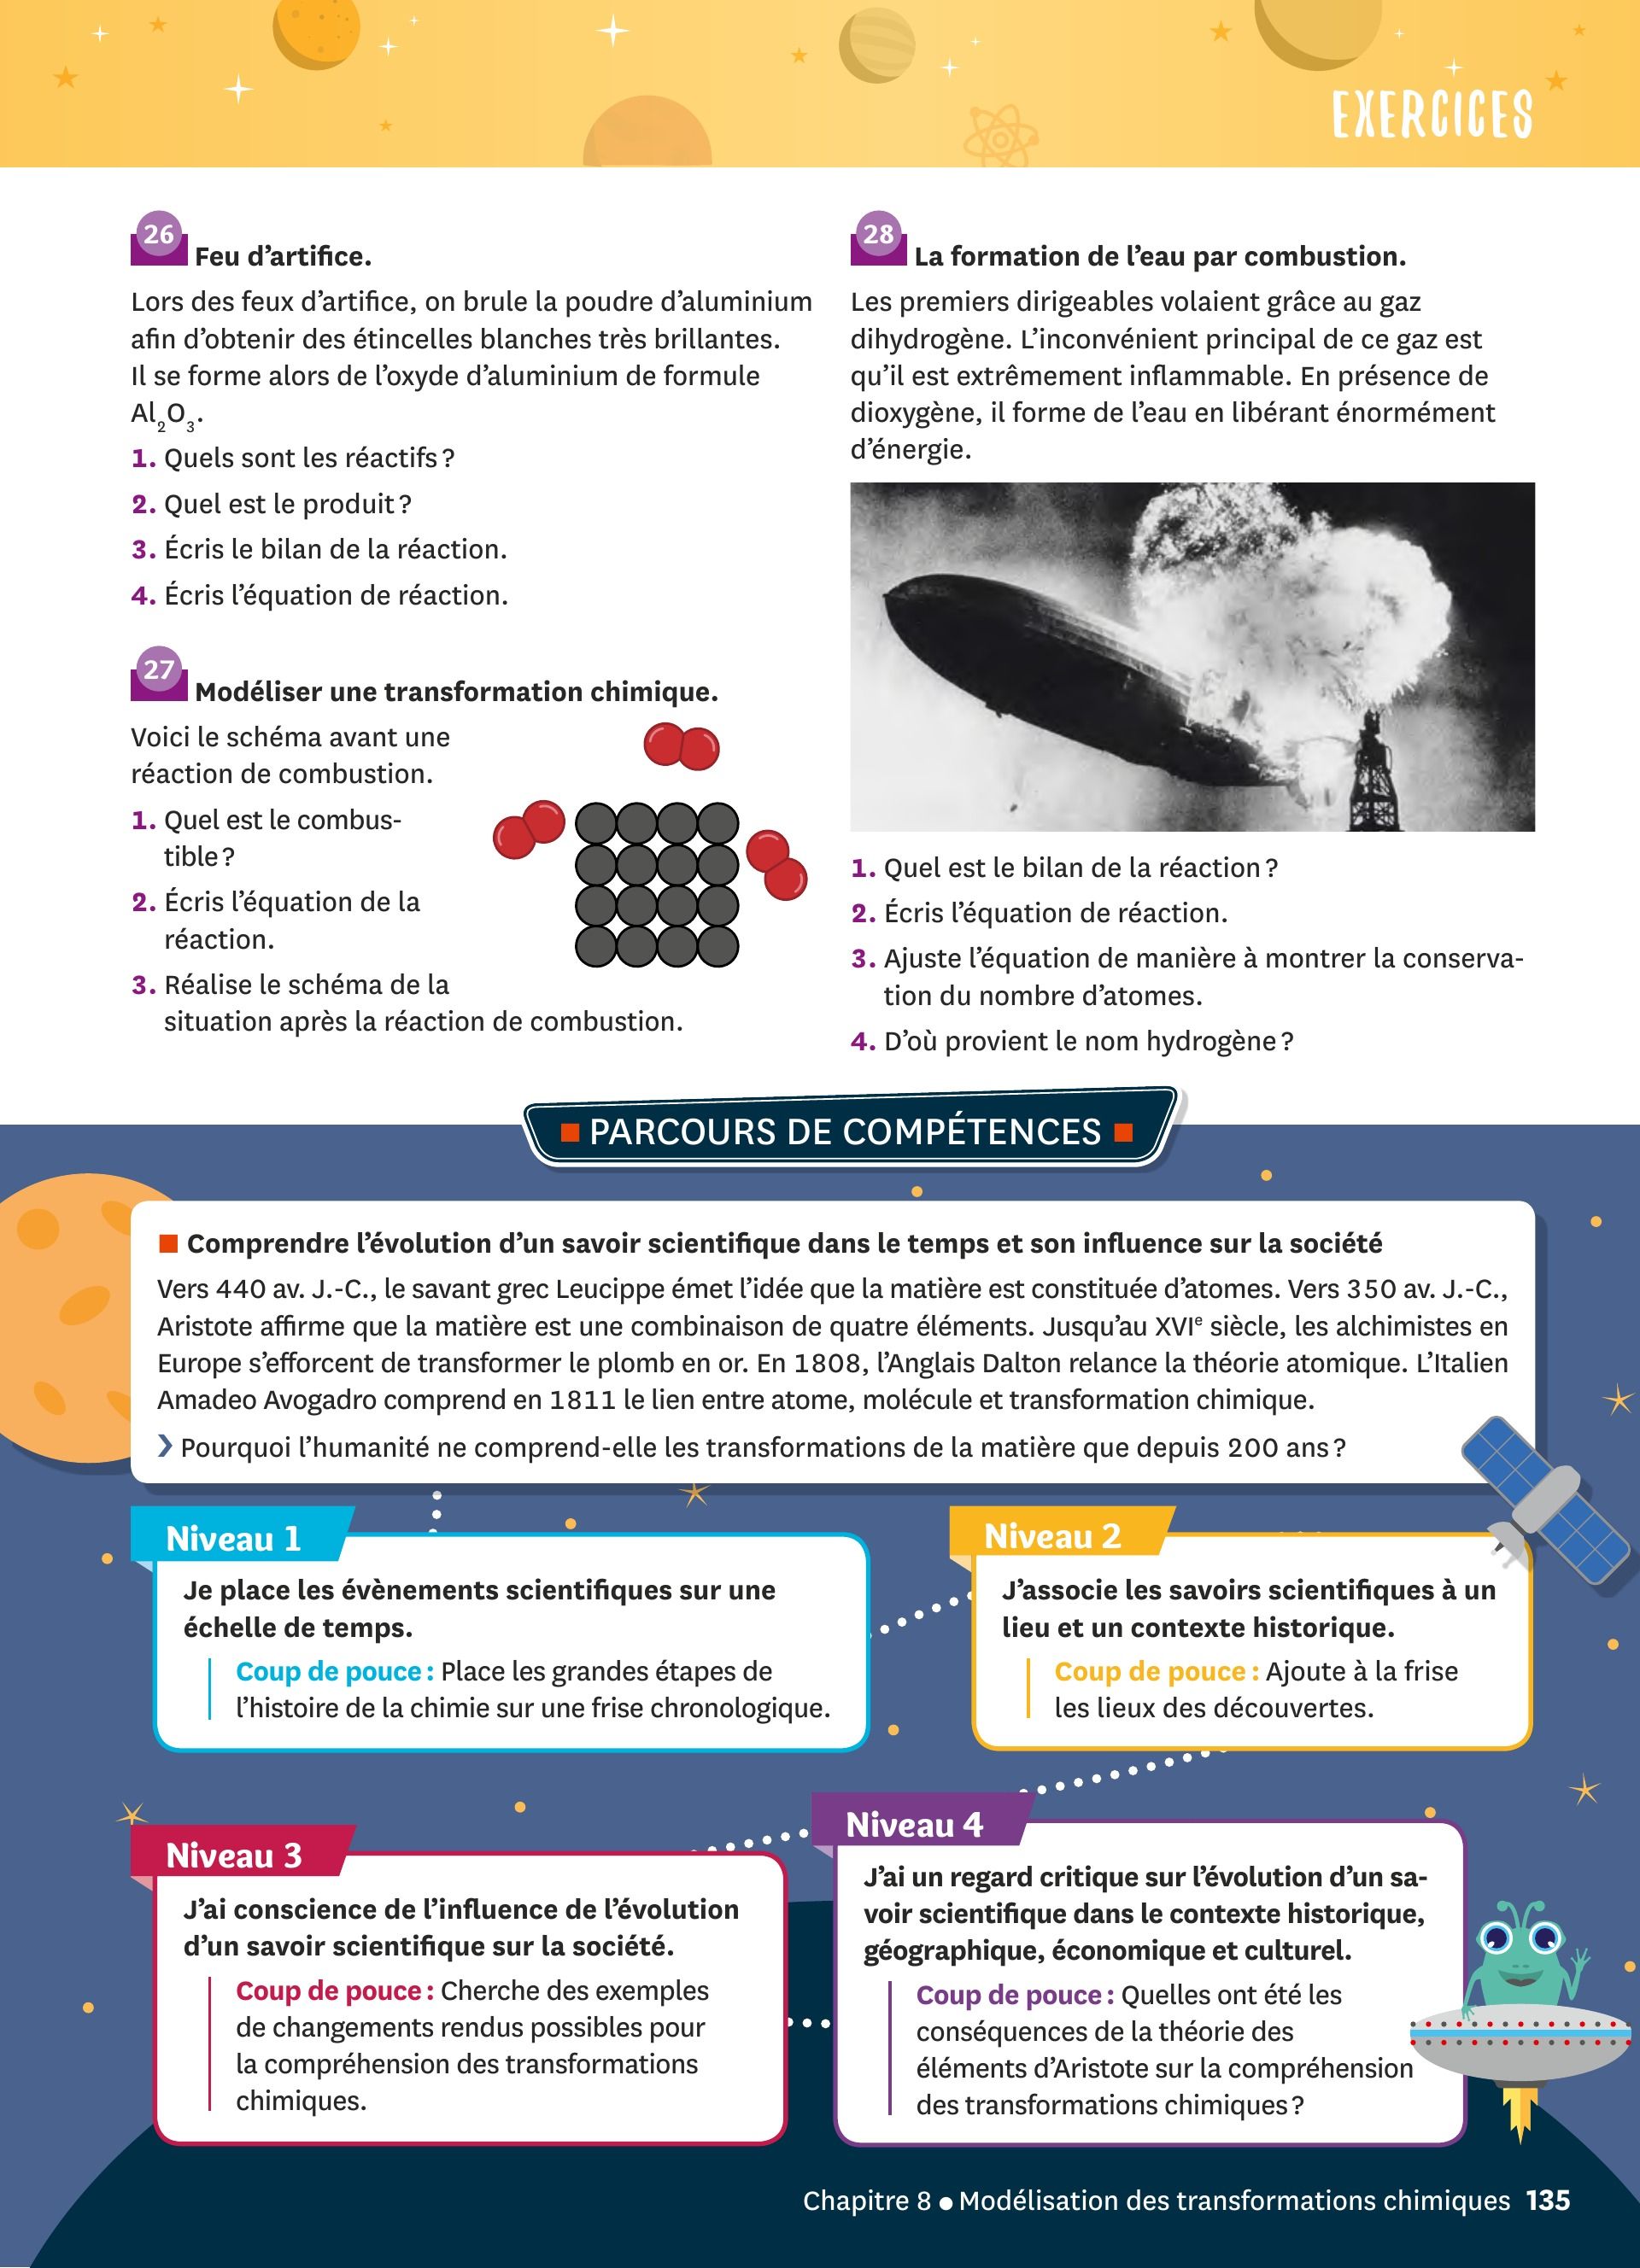 EXERCICES
26
Feu d’artifice.
Lors des feux d’artifice, on brule la poudre d’aluminium
afin d’obtenir des étincelles blanches très brillantes.
Il se forme alors de l’oxyde d’aluminium de formule
Al₂O₃.
1. Quels sont les réactifs ?
2. Quel est le produit ?
3. Écris le bilan de la réaction.
4. Écris l’équation de réaction.
27
Modéliser une transformation chimique.
Voici le schéma avant une
réaction de combustion.
1. Quel est le combus-
tible ?
2. Écris l’équation de la
réaction.
3. Réalise le schéma de la
situation après la réaction de combustion.
28
La formation de l’eau par combustion.
Les premiers dirigeables volaient grâce au gaz
dihydrogène. L’inconvénient principal de ce gaz est
qu’il est extrêmement inflammable. En présence de
dioxygène, il forme de l’eau en libérant énormément
d’énergie.
1. Quel est le bilan de la réaction ?
2. Écris l’équation de réaction.
3. Ajuste l’équation de manière à montrer la conserva-
tion du nombre d’atomes.
4. D’où provient le nom hydrogène ?
PARCOURS DE COMPÉTENCES
Comprendre l’évolution d’un savoir scientifique dans le temps et son influence sur la société
Vers 440 av. J.-C., le savant grec Leucippe émet l’idée que la matière est constituée d’atomes. Vers 350 av. J.-C.,
Aristote affirme que la matière est une combinaison de quatre éléments. Jusqu’au XVIᵉ siècle, les alchimistes en
Europe s’efforcent de transformer le plomb en or. En 1808, l’Anglais Dalton relance la théorie atomique. L’Italien
Amadeo Avogadro comprend en 1811 le lien entre atome, molécule et transformation chimique.
❯ Pourquoi l’humanité ne comprend-elle les transformations de la matière que depuis 200 ans ?
Niveau 1
Je place les évènements scientifiques sur une
échelle de temps.
Coup de pouce : Place les grandes étapes de
l’histoire de la chimie sur une frise chronologique.
Niveau 2
J’associe les savoirs scientifiques à un
lieu et un contexte historique.
Coup de pouce : Ajoute à la frise
les lieux des découvertes.
Niveau 3
J’ai conscience de l’influence de l’évolution
d’un savoir scientifique sur la société.
Coup de pouce : Cherche des exemples
de changements rendus possibles pour
la compréhension des transformations
chimiques.
Niveau 4
J’ai un regard critique sur l’évolution d’un sa-
voir scientifique dans le contexte historique,
géographique, économique et culturel.
Coup de pouce : Quelles ont été les
conséquences de la théorie des
éléments d’Aristote sur la compréhension
des transformations chimiques ?
Chapitre 8 ● Modélisation des transformations chimiques 135